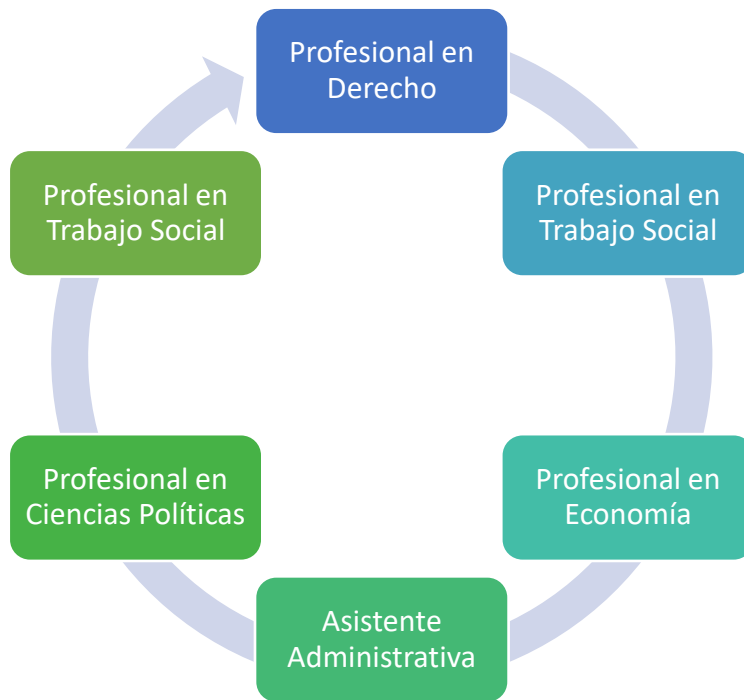 Profesional en
Derecho
Profesional en
Trabajo Social
Profesional en
Economía
Asistente
Administrativa
Profesional en
Ciencias Políticas
Profesional en
Trabajo Social